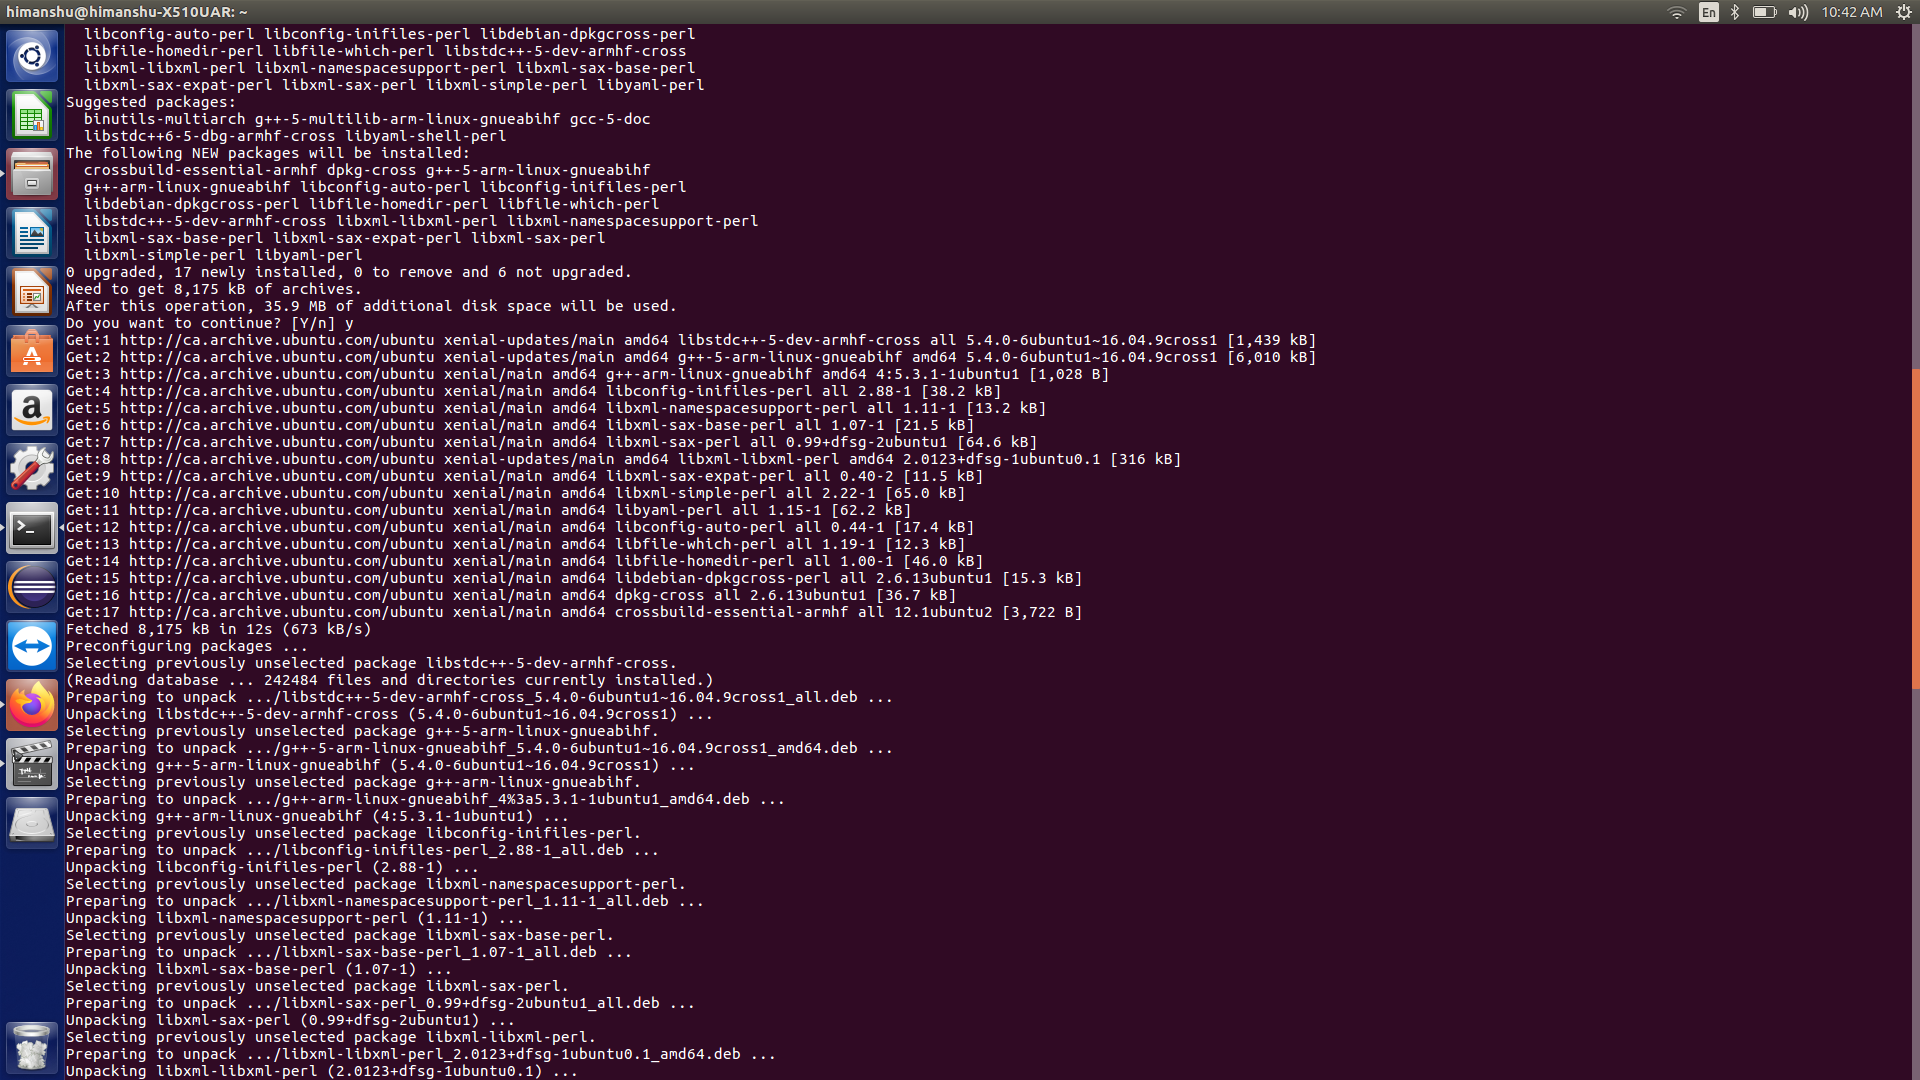 himanshu@himanshu-X510UAR: ~
En
10:42 AM
libconfig-auto-perl libconfig-inifiles-perl libdebian-dpkgcross-perl
libfile-homedir-perl libfile-which-perl libstdc++-5-dev-armhf-cross
libxml-libxml-perl libxml-namespacesupport-perl libxml-sax-base-perl
libxml-sax-expat-perl libxml-sax-perl libxml-simple-perl libyaml-perl
Suggested packages:
binutils-multiarch g++-5-multilib-arm-linux-gnueabihf gcc-5-doc
libstdc++6-5-dbg-armhf-cross libyaml-shell-perl
The following NEW packages will be installed:
crossbuild-essential-armhf dpkg-cross g++-5-arm-linux-gnueabihf
g++-arm-linux-gnueabihf libconfig-auto-perl libconfig-inifiles-perl
libdebian-dpkgcross-perl libfile-homedir-perl libfile-which-perl
libstdc++-5-dev-armhf-cross libxml-libxml-perl libxml-namespacesupport-perl
libxml-sax-base-perl libxml-sax-expat-perl libxml-sax-perl
libxml-simple-perl libyaml-perl
0 upgraded, 17 newly installed, 0 to remove and 6 not upgraded.
Need to get 8,175 kB of archives.
After this operation, 35.9 MB of additional disk space will be used.
Do you want to continue? [Y/n] y
Get:1 http://ca.archive.ubuntu.com/ubuntu xenial-updates/main amd64 libstdc++-5-dev-armhf-cross all 5.4.0-6ubuntu1~16.04.9cross1 [1,439 kB]
Get:2 http://ca.archive.ubuntu.com/ubuntu xenial-updates/main amd64 g++-5-arm-linux-gnueabihf amd64 5.4.0-6ubuntu1~16.04.9cross1 [6,010 kB]
Get:3 http://ca.archive.ubuntu.com/ubuntu xenial/main amd64 g++-arm-linux-gnueabihf amd64 4:5.3.1-1ubuntu1 [1,028 B]
Get:4 http://ca.archive.ubuntu.com/ubuntu xenial/main amd64 libconfig-inifiles-perl all 2.88-1 [38.2 kB]
Get:5 http://ca.archive.ubuntu.com/ubuntu xenial/main amd64 libxml-namespacesupport-perl all 1.11-1 [13.2 kB]
Get:6 http://ca.archive.ubuntu.com/ubuntu xenial/main amd64 libxml-sax-base-perl all 1.07-1 [21.5 kB]
Get:7 http://ca.archive.ubuntu.com/ubuntu xenial/main amd64 libxml-sax-perl all 0.99+dfsg-2ubuntu1 [64.6 kB]
Get:8 http://ca.archive.ubuntu.com/ubuntu xenial-updates/main amd64 libxml-libxml-perl amd64 2.0123+dfsg-1ubuntu0.1 [316 kB]
Get:9 http://ca.archive.ubuntu.com/ubuntu xenial/main amd64 libxml-sax-expat-perl all 0.40-2 [11.5 kB]
Get:10 http://ca.archive.ubuntu.com/ubuntu xenial/main amd64 libxml-simple-perl all 2.22-1 [65.0 kB]
Get:11 http://ca.archive.ubuntu.com/ubuntu xenial/main amd64 libyaml-perl all 1.15-1 [62.2 kB]
Get:12 http://ca.archive.ubuntu.com/ubuntu xenial/main amd64 libconfig-auto-perl all 0.44-1 [17.4 kB]
Get:13 http://ca.archive.ubuntu.com/ubuntu xenial/main amd64 libfile-which-perl all 1.19-1 [12.3 kB]
Get:14 http://ca.archive.ubuntu.com/ubuntu xenial/main amd64 libfile-homedir-perl all 1.00-1 [46.0 kB]
Get:15 http://ca.archive.ubuntu.com/ubuntu xenial/main amd64 libdebian-dpkgcross-perl all 2.6.13ubuntu1 [15.3 kB]
Get:16 http://ca.archive.ubuntu.com/ubuntu xenial/main amd64 dpkg-cross all 2.6.13ubuntu1 [36.7 kB]
Get:17 http://ca.archive.ubuntu.com/ubuntu xenial/main amd64 crossbuild-essential-armhf all 12.1ubuntu2 [3,722 B]
Fetched 8,175 kB in 12s (673 kB/s)
Preconfiguring packages ...
Selecting previously unselected package libstdc++-5-dev-armhf-cross.
(Reading database ... 242484 files and directories currently installed.)
Preparing to unpack .../libstdc++-5-dev-armhf-cross_5.4.0-6ubuntu1~16.04.9cross1_all.deb ...
Unpacking libstdc++-5-dev-armhf-cross (5.4.0-6ubuntu1~16.04.9cross1) ...
Selecting previously unselected package g++-5-arm-linux-gnueabihf.
Preparing to unpack .../g++-5-arm-linux-gnueabihf_5.4.0-6ubuntu1~16.04.9cross1_amd64.deb ...
Unpacking g++-5-arm-linux-gnueabihf (5.4.0-6ubuntu1~16.04.9cross1) ...
Selecting previously unselected package g++-arm-linux-gnueabihf.
Preparing to unpack .../g++-arm-linux-gnueabihf_4%3a5.3.1-1ubuntu1_amd64.deb ...
Unpacking g++-arm-linux-gnueabihf (4:5.3.1-1ubuntu1) ...
Selecting previously unselected package libconfig-inifiles-perl.
Preparing to unpack .../libconfig-inifiles-perl_2.88-1_all.deb ...
Unpacking libconfig-inifiles-perl (2.88-1) ...
Selecting previously unselected package libxml-namespacesupport-perl.
Preparing to unpack .../libxml-namespacesupport-perl_1.11-1_all.deb ...
Unpacking libxml-namespacesupport-perl (1.11-1) ...
Selecting previously unselected package libxml-sax-base-perl.
Preparing to unpack .../libxml-sax-base-perl_1.07-1_all.deb ...
Unpacking libxml-sax-base-perl (1.07-1) ...
Selecting previously unselected package libxml-sax-perl.
Preparing to unpack .../libxml-sax-perl_0.99+dfsg-2ubuntu1_all.deb ...
Unpacking libxml-sax-perl (0.99+dfsg-2ubuntu1) ...
Selecting previously unselected package libxml-libxml-perl.
Preparing to unpack .../libxml-libxml-perl_2.0123+dfsg-1ubuntu0.1_amd64.deb ...
Unpacking libxml-libxml-perl (2.0123+dfsg-1ubuntu0.1) ...